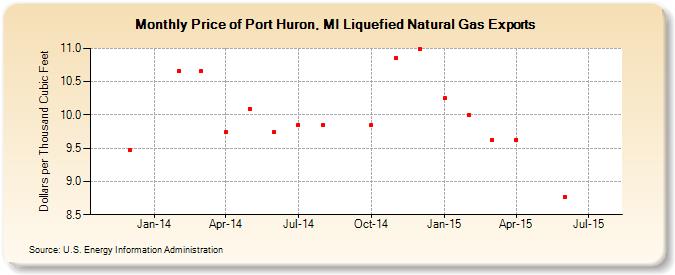 Monthly Price of Port Huron, MI Liquefied Natural Gas Exports
Dollars per Thousand Cubic Feet
11.0
10.5
10.0
9.5
9.0
8.5
Jan-14 Apr-14 Jul-14 Oct-14 Jan-15 Apr-15 Jul-15
Source: U.S. Energy Information Administration